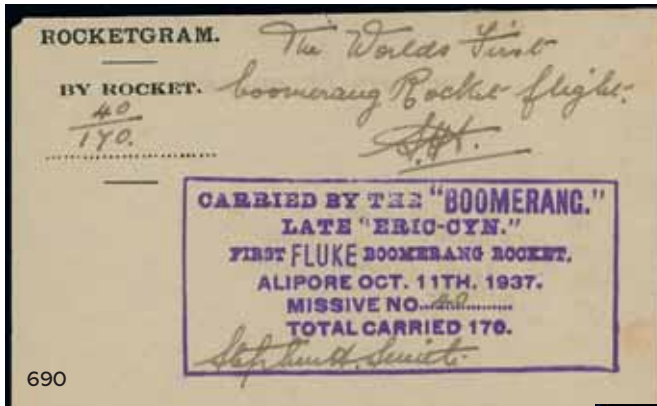 ROCKETGRAM.
BY ROCKET.
40
170.
The Worlds First
boomerang Rocket flight.
S.H.
CARRIED BY THE "BOOMERANG."
LATE "ERIC-CYN."
FIRST FLUKE BOOMERANG ROCKET.
ALIPORE OCT. 11TH. 1937.
MISSIVE NO...40...........
TOTAL CARRIED 170.
Stephen H. Smith.
690